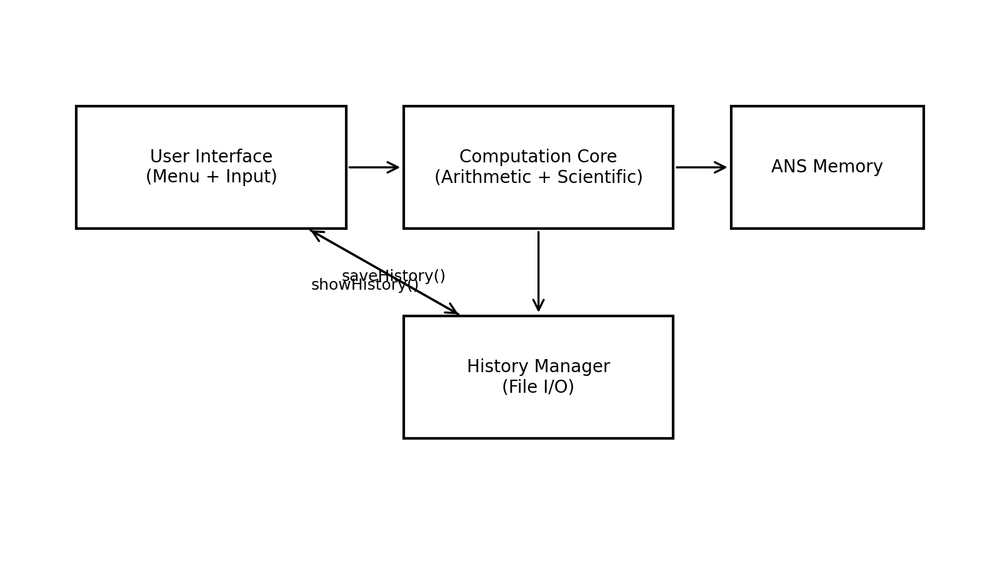 User Interface
(Menu + Input)
Computation Core
(Arithmetic + Scientific)
ANS Memory
saveHistory()
showHistory()
History Manager
(File I/O)